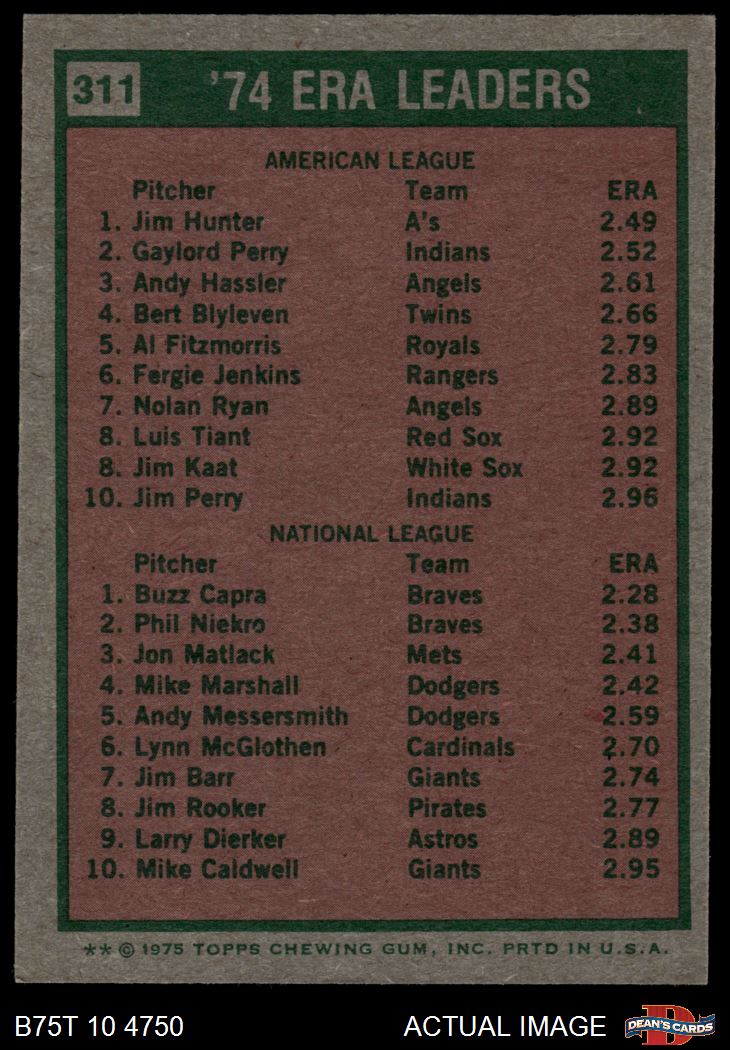 311 '74 ERA LEADERS
AMERICAN LEAGUE
Pitcher Team ERA
1. Jim Hunter A's 2.49
2. Gaylord Perry Indians 2.52
3. Andy Hassler Angels 2.61
4. Bert Blyleven Twins 2.66
5. Al Fitzmorris Royals 2.79
6. Fergie Jenkins Rangers 2.83
7. Nolan Ryan Angels 2.89
8. Luis Tiant Red Sox 2.92
8. Jim Kaat White Sox 2.92
10. Jim Perry Indians 2.96
NATIONAL LEAGUE
Pitcher Team ERA
1. Buzz Capra Braves 2.28
2. Phil Niekro Braves 2.38
3. Jon Matlack Mets 2.41
4. Mike Marshall Dodgers 2.42
5. Andy Messersmith Dodgers 2.59
6. Lynn McGlothen Cardinals 2.70
7. Jim Barr Giants 2.74
8. Jim Rooker Pirates 2.77
9. Larry Dierker Astros 2.89
10. Mike Caldwell Giants 2.95
** © 1975 TOPPS CHEWING GUM, INC. PRTD IN U.S.A.
B75T 10 4750 ACTUAL IMAGE D DEAN'S CARDS